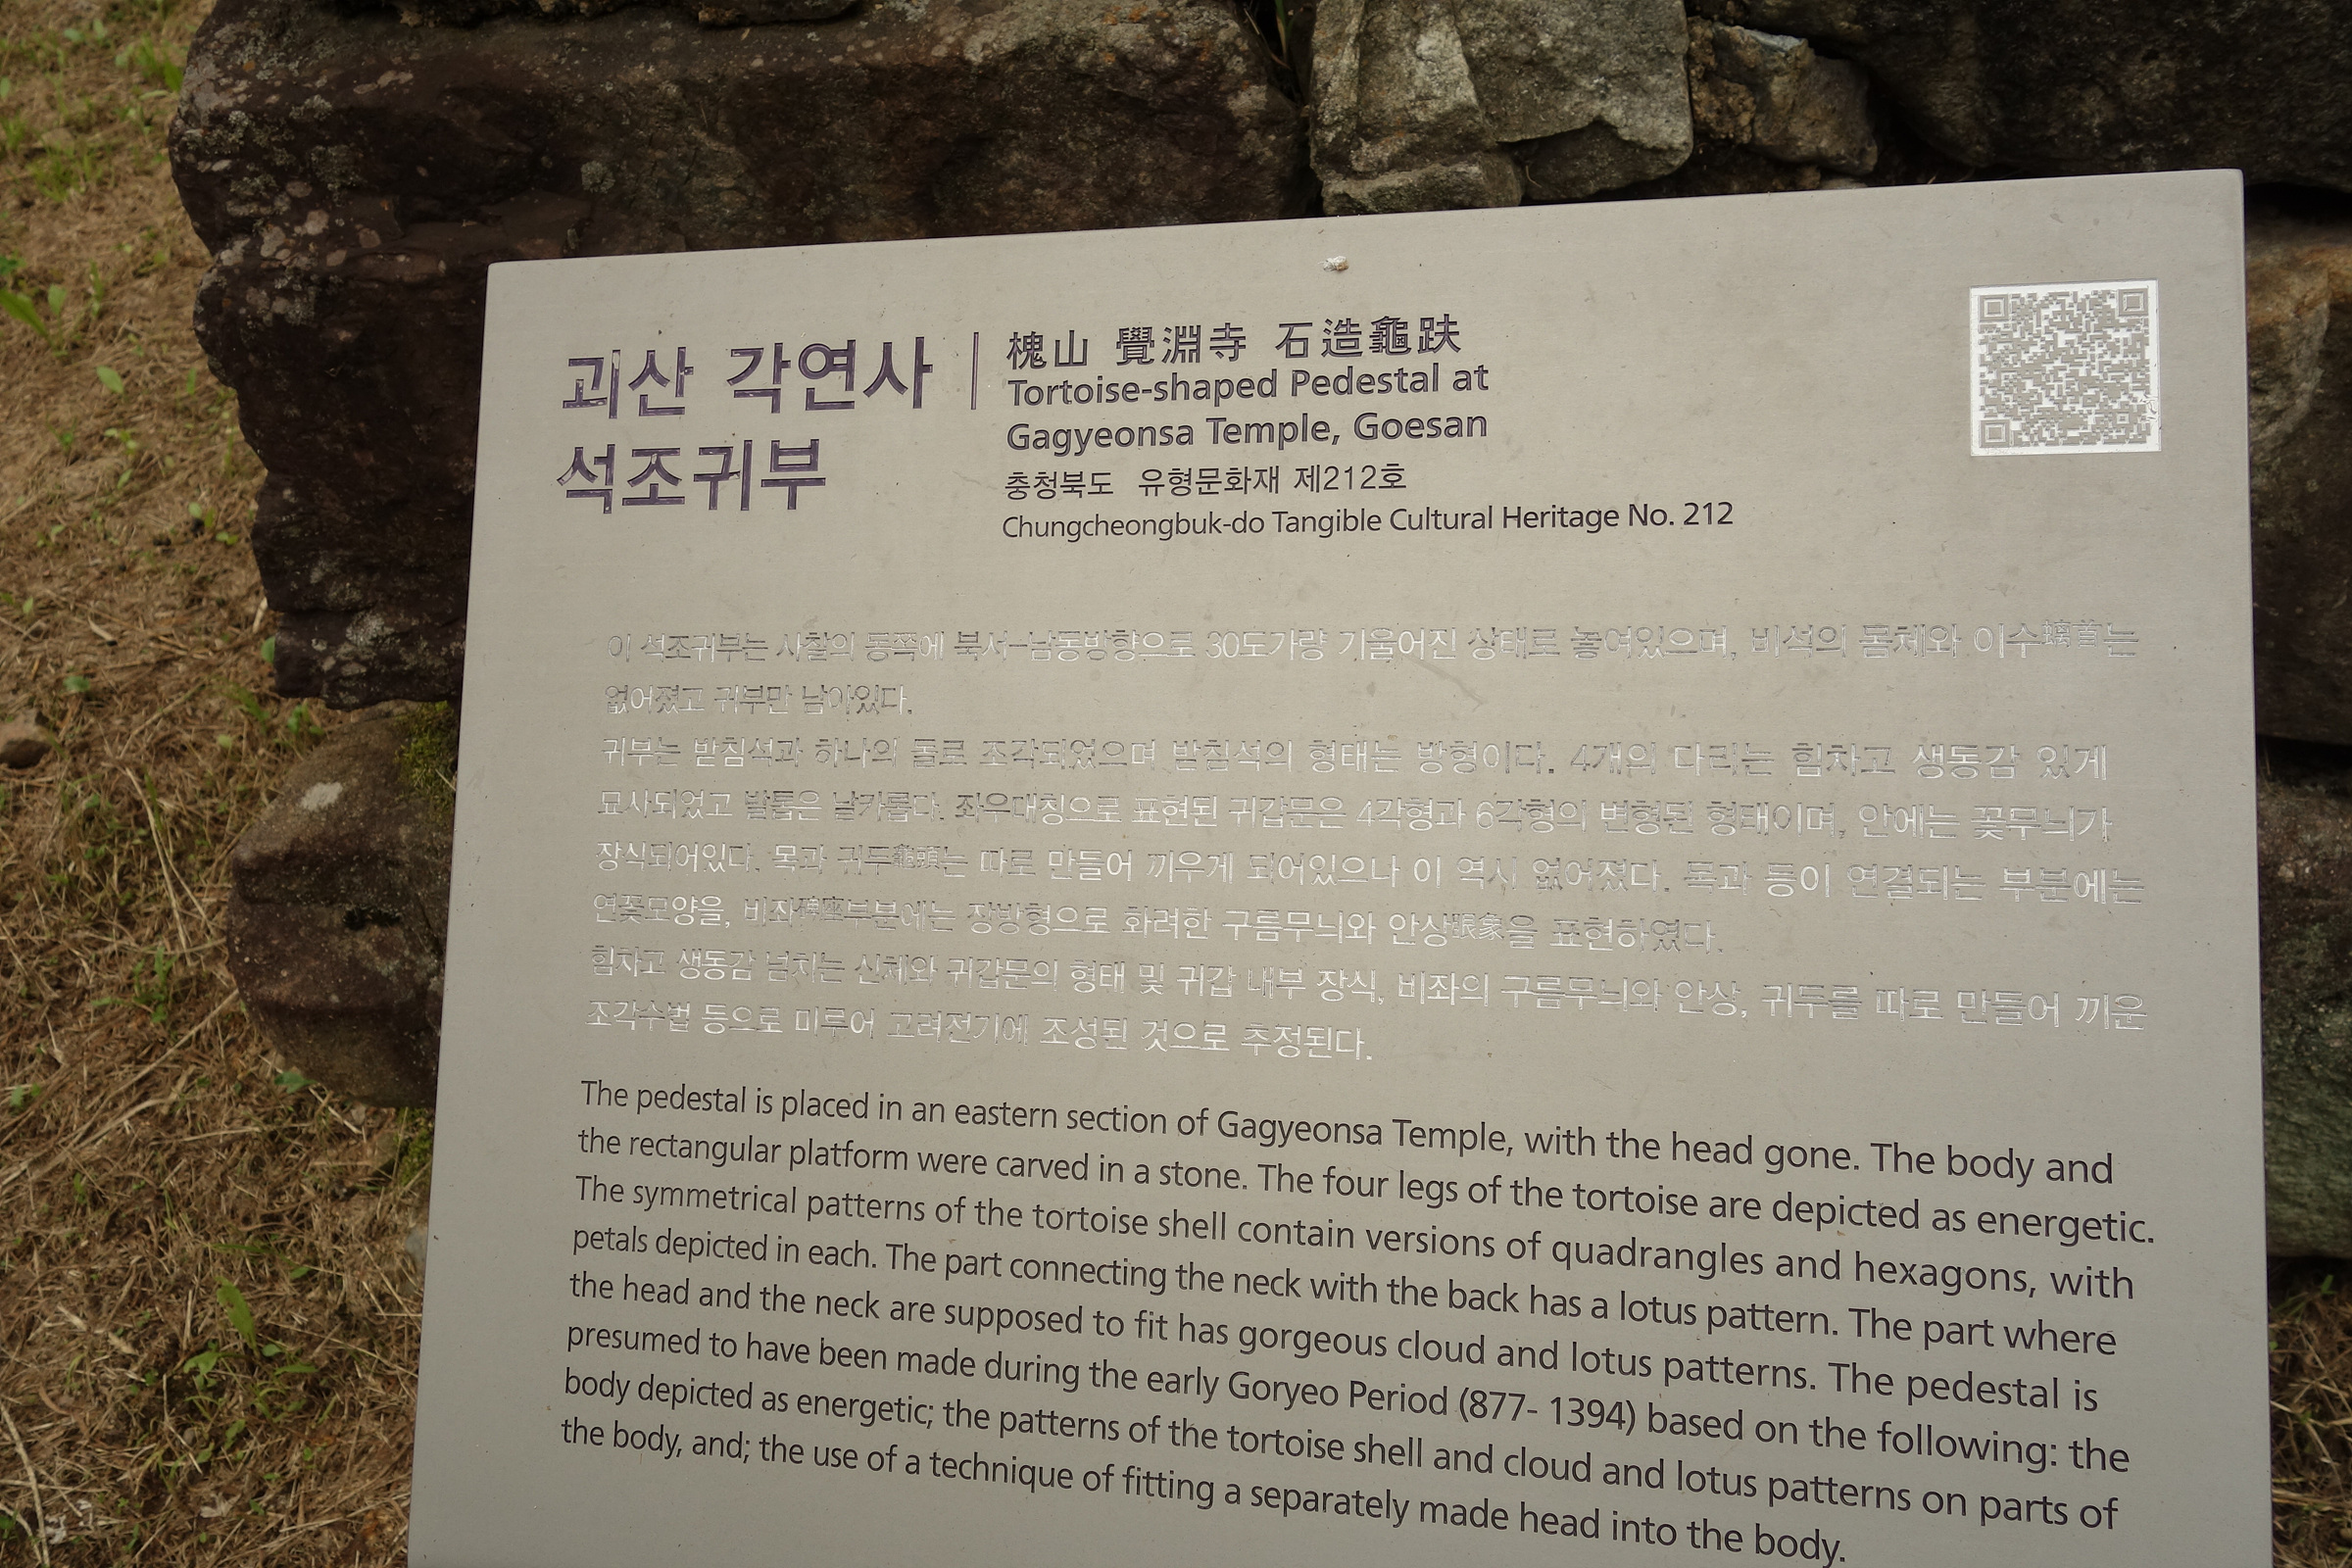 괴산 각연사
석조귀부
槐山 覺淵寺 石造龜趺
Tortoise-shaped Pedestal at
Gagyeonsa Temple, Goesan
충청북도 유형문화재 제212호
Chungcheongbuk-do Tangible Cultural Heritage No. 212
이 석조귀부는 사찰의 동쪽에 북서-남동방향으로 30도가량 기울어진 상태로 놓여있으며, 비석의 몸체와 이수螭首는
없어졌고 귀부만 남아있다.
귀부는 받침석과 하나의 돌로 조각되었으며 받침석의 형태는 방형이다. 4개의 다리는 힘차고 생동감 있게
묘사되었고 발톱은 날카롭다. 좌우대칭으로 표현된 귀갑문은 4각형과 6각형의 변형된 형태이며, 안에는 꽃무늬가
장식되어있다. 목과 귀두龜頭는 따로 만들어 끼우게 되어있으나 이 역시 없어졌다. 목과 등이 연결되는 부분에는
연꽃모양을, 비좌碑座부분에는 장방형으로 화려한 구름무늬와 안상眼象을 표현하였다.
힘차고 생동감 넘치는 신체와 귀갑문의 형태 및 귀갑 내부 장식, 비좌의 구름무늬와 안상, 귀두를 따로 만들어 끼운
조각수법 등으로 미루어 고려전기에 조성된 것으로 추정된다.
The pedestal is placed in an eastern section of Gagyeonsa Temple, with the head gone. The body and
the rectangular platform were carved in a stone. The four legs of the tortoise are depicted as energetic.
The symmetrical patterns of the tortoise shell contain versions of quadrangles and hexagons, with
petals depicted in each. The part connecting the neck with the back has a lotus pattern. The part where
the head and the neck are supposed to fit has gorgeous cloud and lotus patterns. The pedestal is
presumed to have been made during the early Goryeo Period (877- 1394) based on the following: the
body depicted as energetic; the patterns of the tortoise shell and cloud and lotus patterns on parts of
the body, and; the use of a technique of fitting a separately made head into the body.